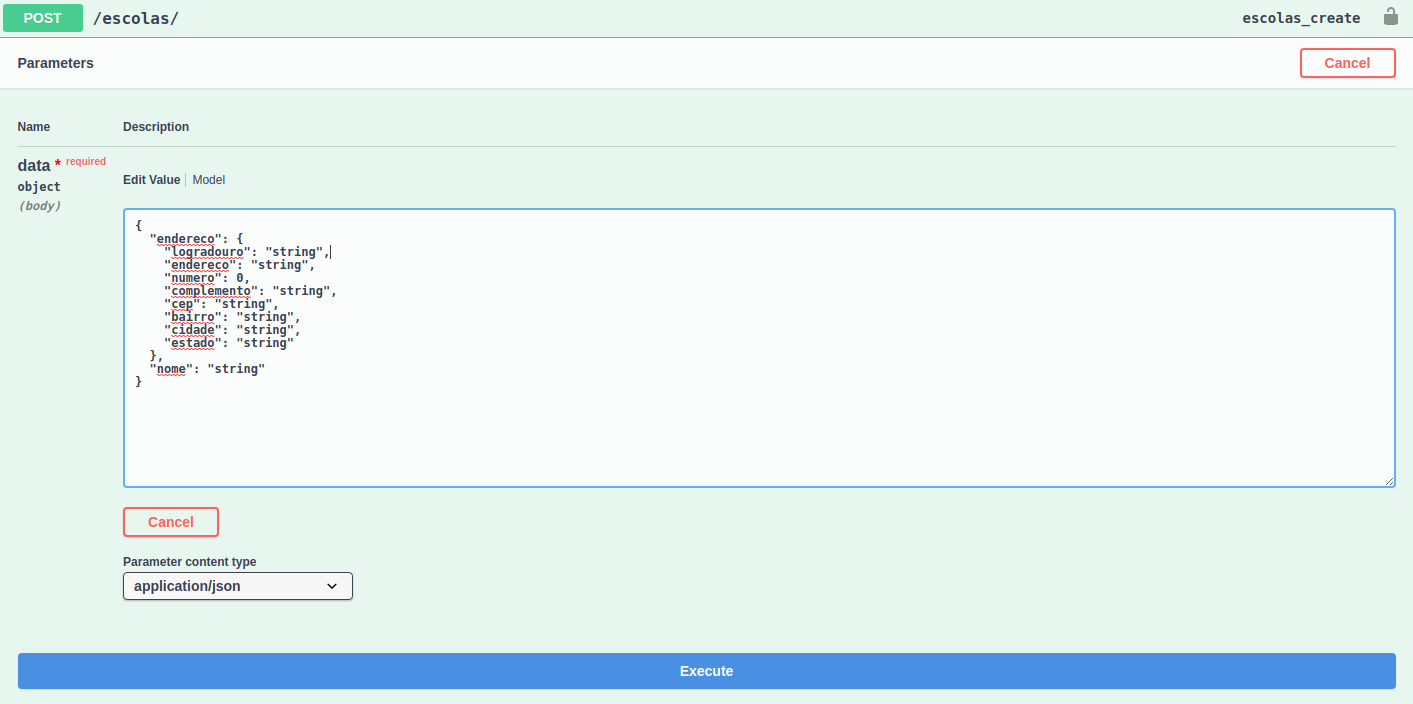 POST /escolas/ escolas_create
Parameters Cancel
Name Description
data * required
object
(body)
Edit Value Model
{
  "endereco": {
    "logradouro": "string",
    "endereco": "string",
    "numero": 0,
    "complemento": "string",
    "cep": "string",
    "bairro": "string",
    "cidade": "string",
    "estado": "string"
  },
  "nome": "string"
}
Cancel
Parameter content type
application/json
Execute